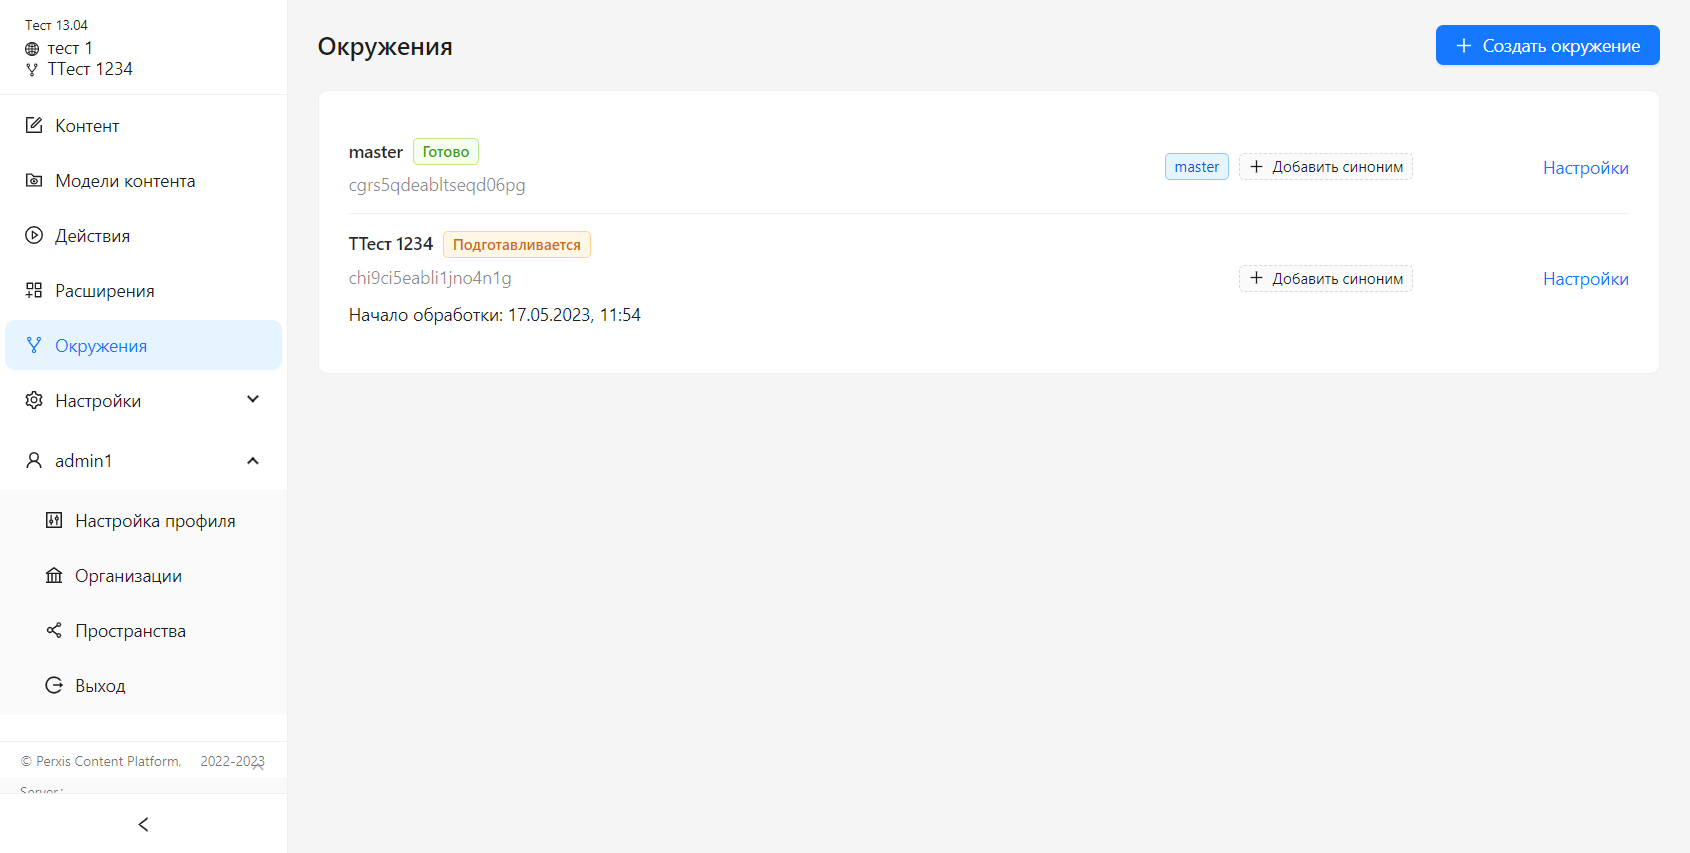 Тест 13.04
тест 1
ТТест 1234
Контент
Модели контента
Действия
Расширения
Окружения
Настройки
admin1
Настройка профиля
Организации
Пространства
Выход
© Perxis Content Platform, 2022-2023
Server:
Окружения
+ Создать окружение
master Готово
cgrs5qdeabltseqd06pg
master + Добавить синоним Настройки
ТТест 1234 Подготавливается
chi9ci5eabli1jno4n1g
+ Добавить синоним Настройки
Начало обработки: 17.05.2023, 11:54